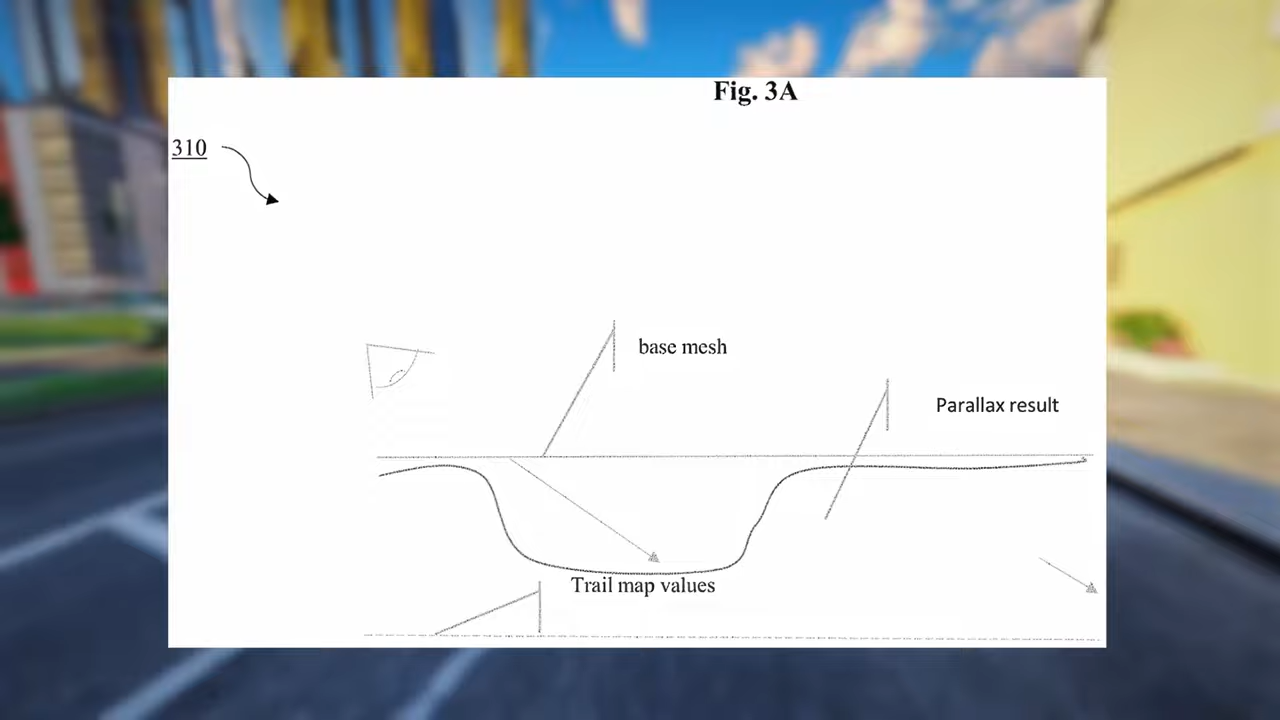 Fig. 3A
310
base mesh
Parallax result
Trail map values